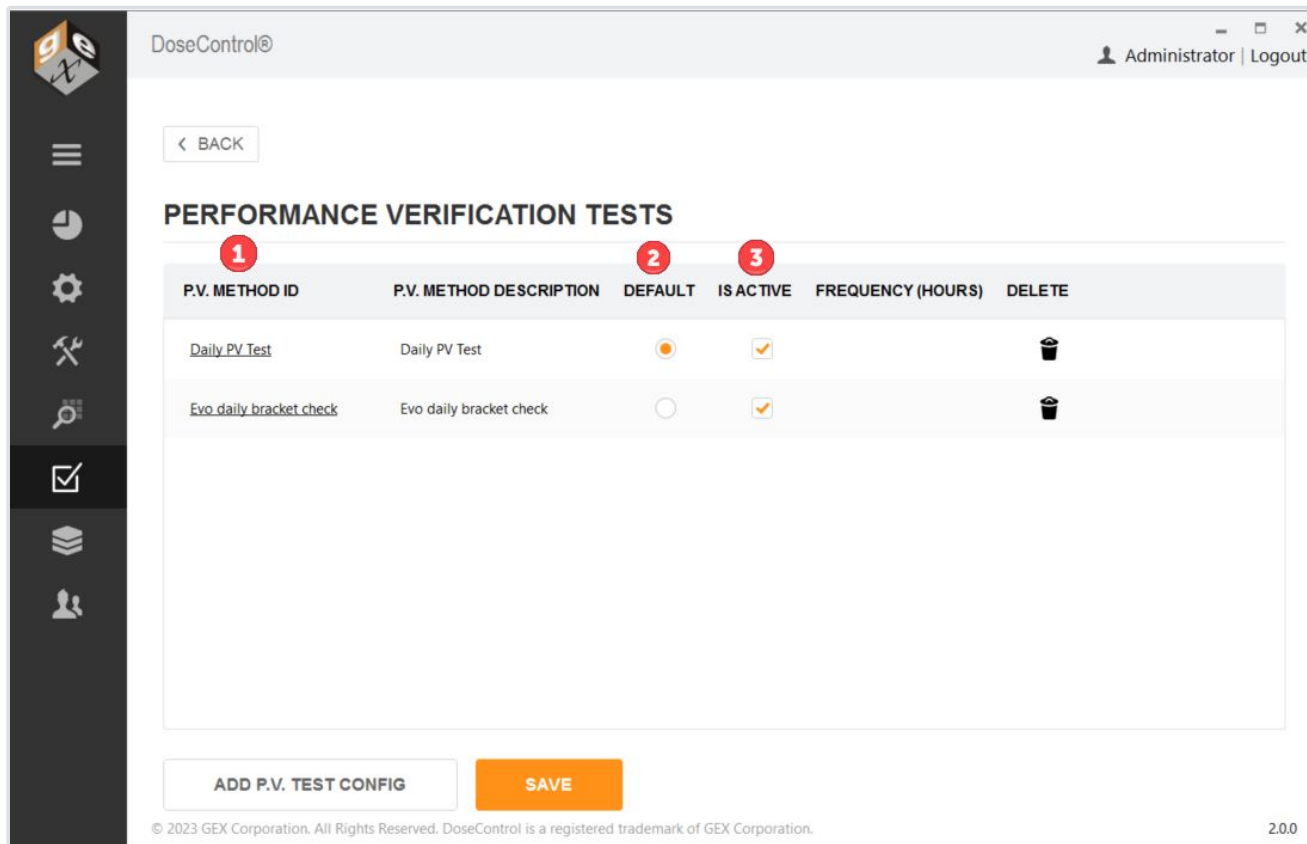 gex
DoseControl®
Administrator | Logout
< BACK
PERFORMANCE VERIFICATION TESTS
1 2 3
P.V. METHOD ID P.V. METHOD DESCRIPTION DEFAULT IS ACTIVE FREQUENCY (HOURS) DELETE
Daily PV Test Daily PV Test
Evo daily bracket check Evo daily bracket check
ADD P.V. TEST CONFIG SAVE
© 2023 GEX Corporation. All Rights Reserved. DoseControl is a registered trademark of GEX Corporation. 2.0.0